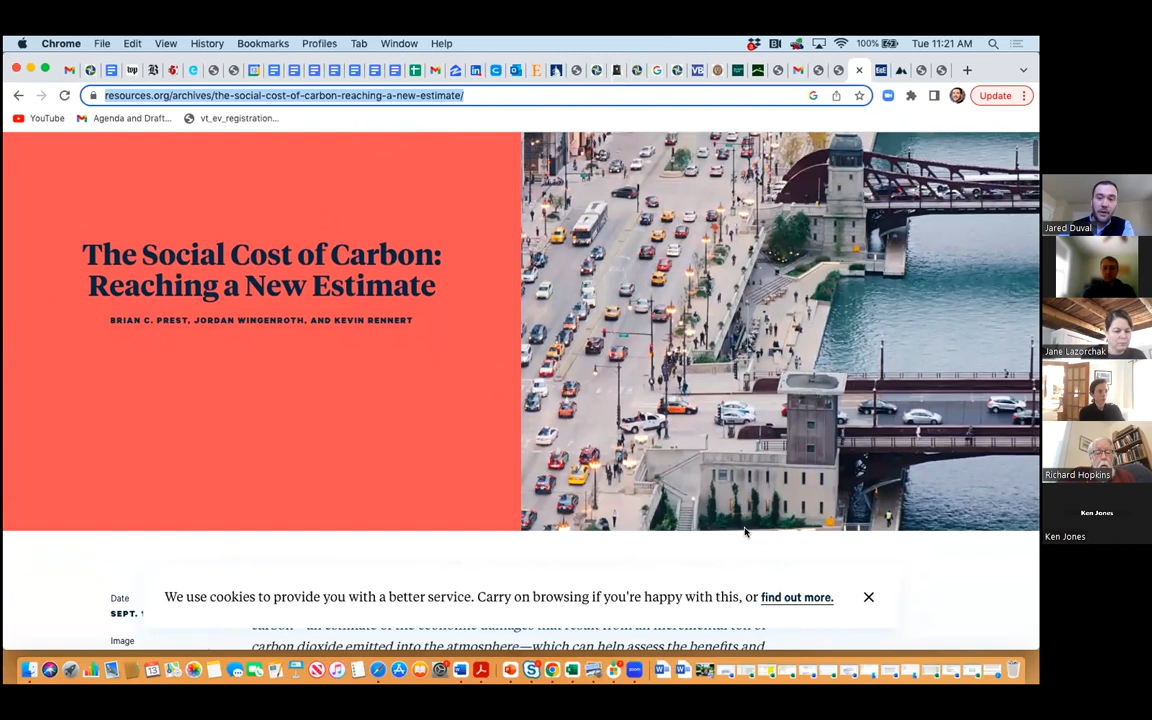 Chrome File Edit View History Bookmarks Profiles Tab Window Help
100% Tue 11:21 AM
resources.org/archives/the-social-cost-of-carbon-reaching-a-new-estimate/
Update
YouTube Agenda and Draft... vt_ev_registration...
The Social Cost of Carbon:
Reaching a New Estimate
BRIAN C. PREST, JORDAN WINGENROTH, AND KEVIN RENNERT
Date
SEPT. 1
Image
We use cookies to provide you with a better service. Carry on browsing if you're happy with this, or find out more.
carbon dioxide emitted into the atmosphere—which can help assess the benefits and
Jared Duval
Jane Lazorchak
Richard Hopkins
Ken Jones
Ken Jones